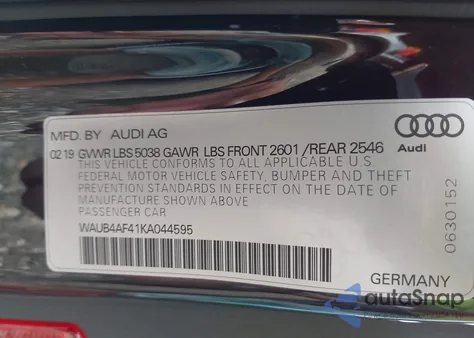 MFD. BY AUDI AG
02 19 GVWR LBS 5038 GAWR LBS FRONT 2601 / REAR 2546
THIS VEHICLE CONFORMS TO ALL APPLICABLE U.S.
FEDERAL MOTOR VEHICLE SAFETY, BUMPER AND THEFT
PREVENTION STANDARDS IN EFFECT ON THE DATE OF
MANUFACTURE SHOWN ABOVE
PASSENGER CAR
WAUB4AF41KA044595
Audi
0630152
GERMANY
autoSnap